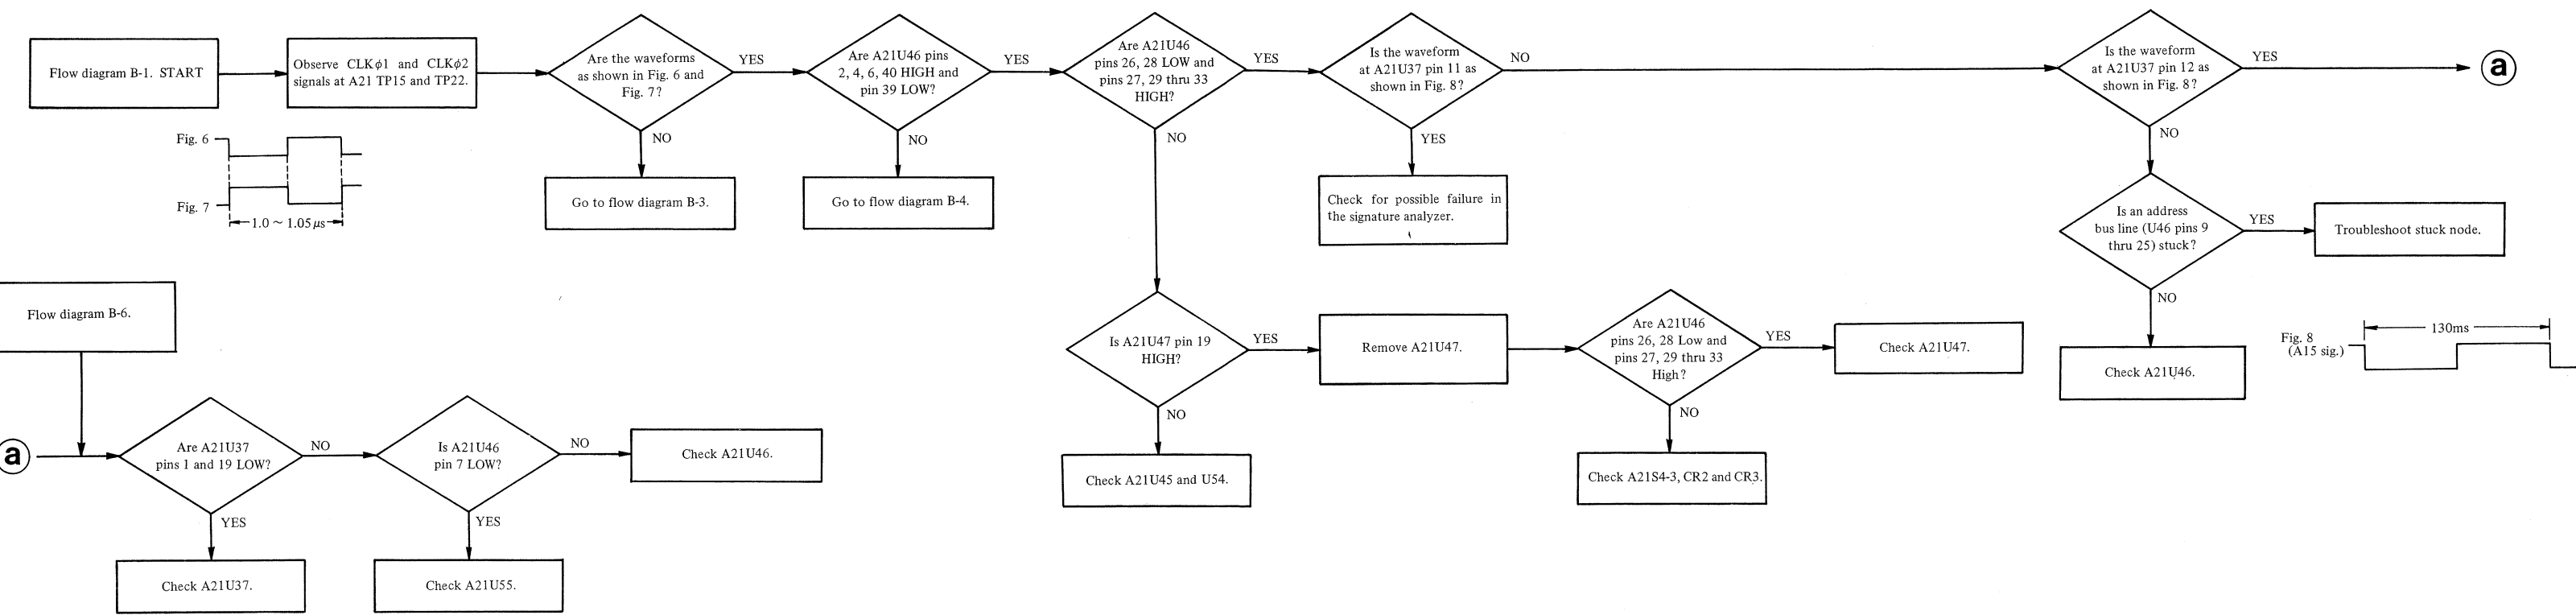 Flow diagram B-1. START
Observe CLKϕ1 and CLKϕ2
signals at A21 TP15 and TP22.
Are the waveforms
as shown in Fig. 6 and
Fig. 7?
YES
NO
Go to flow diagram B-3.
Are A21U46 pins
2, 4, 6, 40 HIGH and
pin 39 LOW?
YES
NO
Go to flow diagram B-4.
Are A21U46
pins 26, 28 LOW and
pins 27, 29 thru 33
HIGH?
YES
NO
Is the waveform
at A21U37 pin 11 as
shown in Fig. 8?
NO
YES
Check for possible failure in
the signature analyzer.
Is the waveform
at A21U37 pin 12 as
shown in Fig. 8?
YES
a
NO
Is an address
bus line (U46 pins 9
thru 25) stuck?
YES
Troubleshoot stuck node.
NO
Check A21U46.
Fig. 6
Fig. 7
1.0 ~ 1.05 µs
Is A21U47 pin 19
HIGH?
YES
Remove A21U47.
NO
Check A21U45 and U54.
Are A21U46
pins 26, 28 Low and
pins 27, 29 thru 33
High?
YES
Check A21U47.
NO
Check A21S4-3, CR2 and CR3.
130ms
Fig. 8
(A15 sig.)
Flow diagram B-6.
a
Are A21U37
pins 1 and 19 LOW?
NO
YES
Check A21U37.
Is A21U46
pin 7 LOW?
NO
Check A21U46.
YES
Check A21U55.